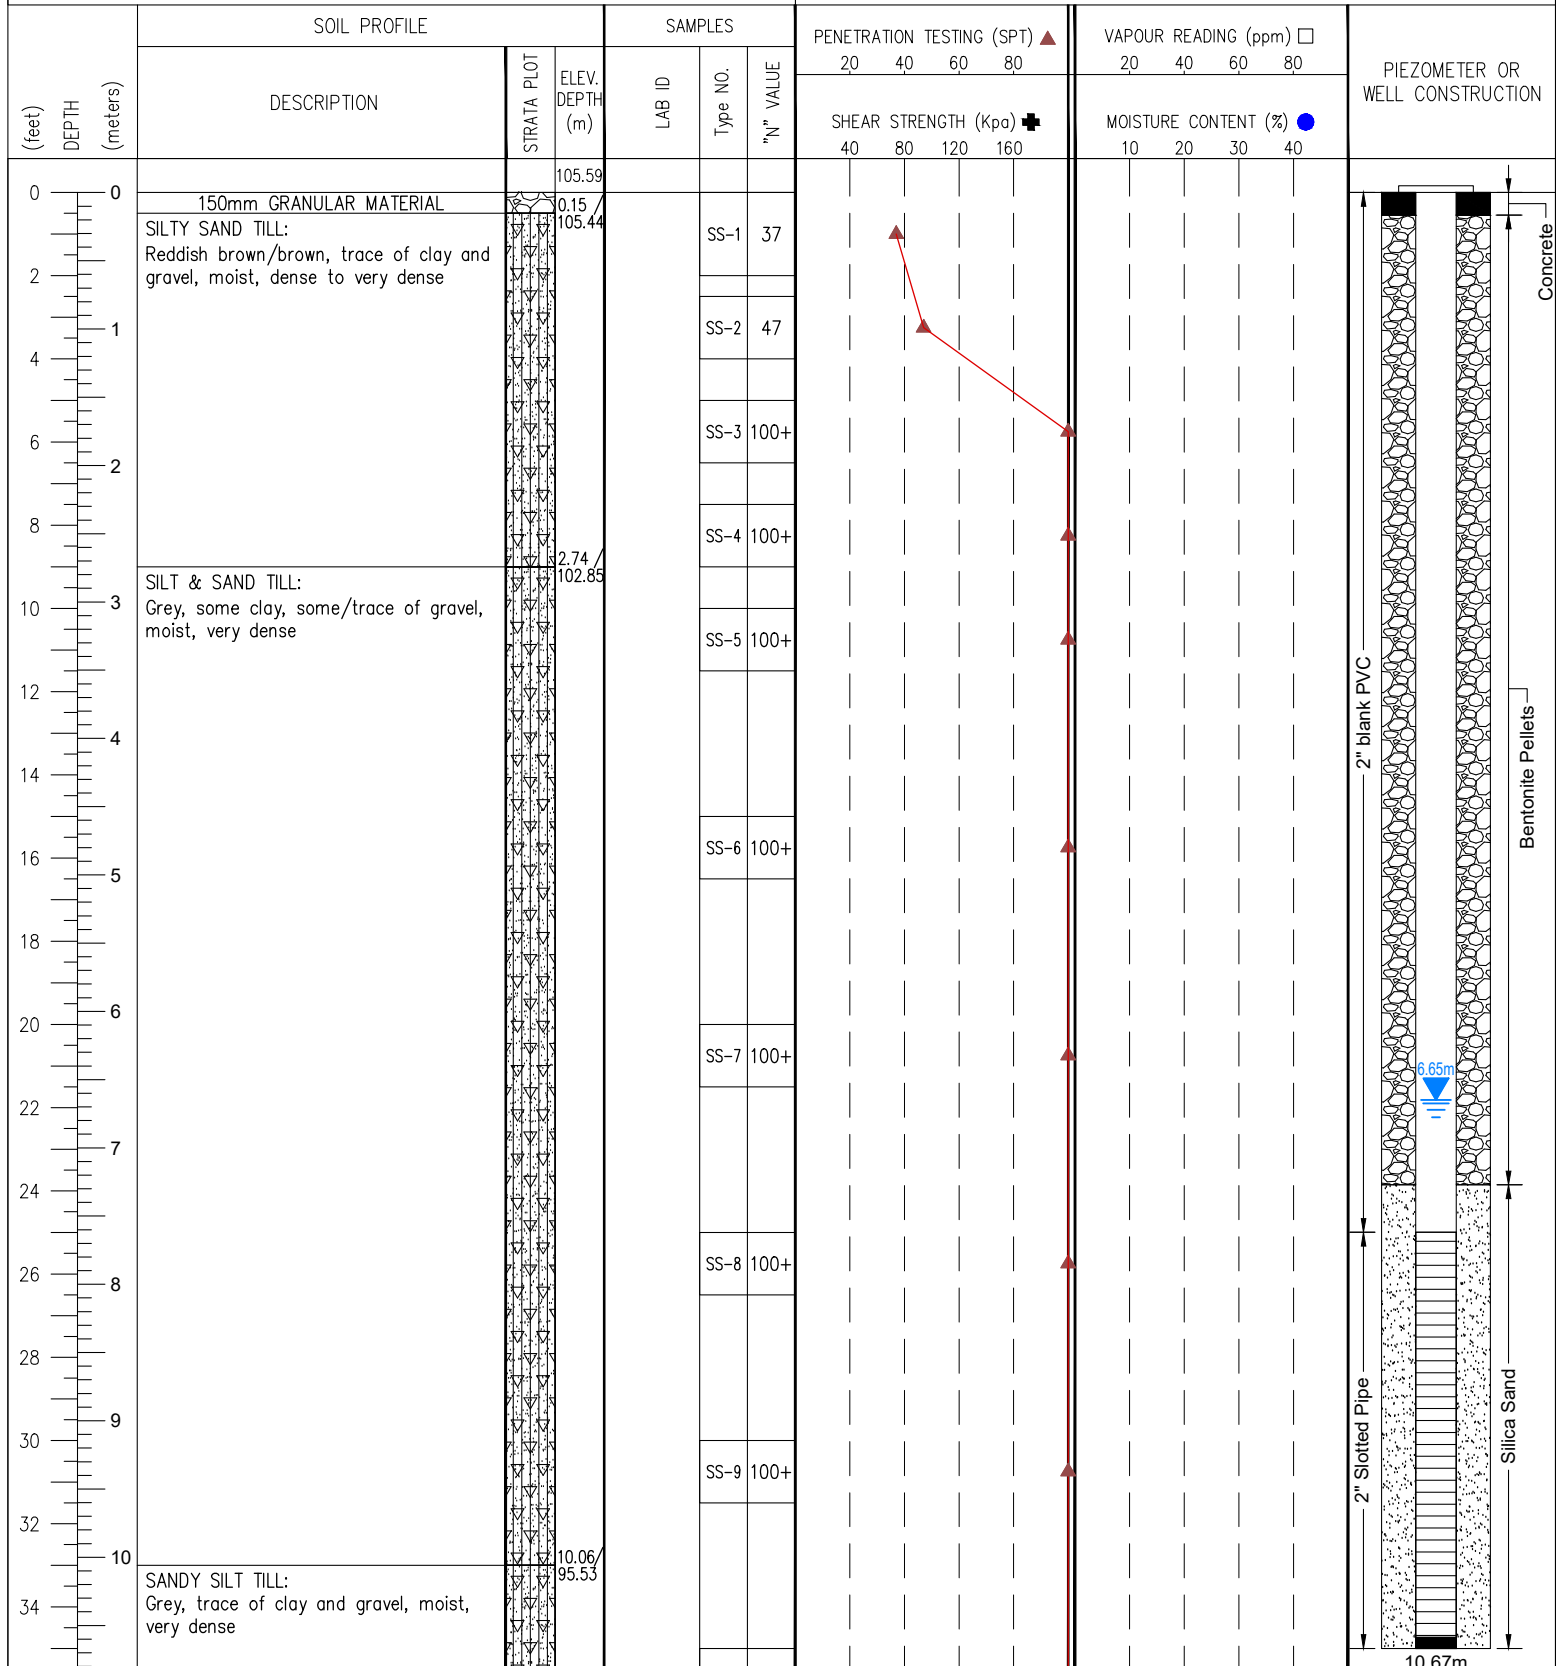 SOIL PROFILE
SAMPLES
PENETRATION TESTING (SPT)
VAPOUR READING (ppm)
20 40 60 80
20 40 60 80
PIEZOMETER OR
WELL CONSTRUCTION
(feet)
DEPTH
(meters)
DESCRIPTION
STRATA PLOT
ELEV.
DEPTH
(m)
LAB ID
Type NO.
"N" VALUE
SHEAR STRENGTH (Kpa)
MOISTURE CONTENT (%)
40 80 120 160
10 20 30 40
105.59
0 0
150mm GRANULAR MATERIAL
0.15 /
105.44
SILTY SAND TILL:
Reddish brown/brown, trace of clay and
gravel, moist, dense to very dense
SS-1 37
Concrete
2
SS-2 47
1
4
SS-3 100+
6
2
8
SS-4 100+
2.74 /
102.85
SILT & SAND TILL:
Grey, some clay, some/trace of gravel,
moist, very dense
3
10
SS-5 100+
12
2" blank PVC
Bentonite Pellets
4
14
SS-6 100+
16
5
18
6
20
SS-7 100+
6.65m
22
7
24
SS-8 100+
26
8
28
2" Slotted Pipe
Silica Sand
9
30
SS-9 100+
32
10
10.06/
95.53
SANDY SILT TILL:
Grey, trace of clay and gravel, moist,
very dense
34
10.67m